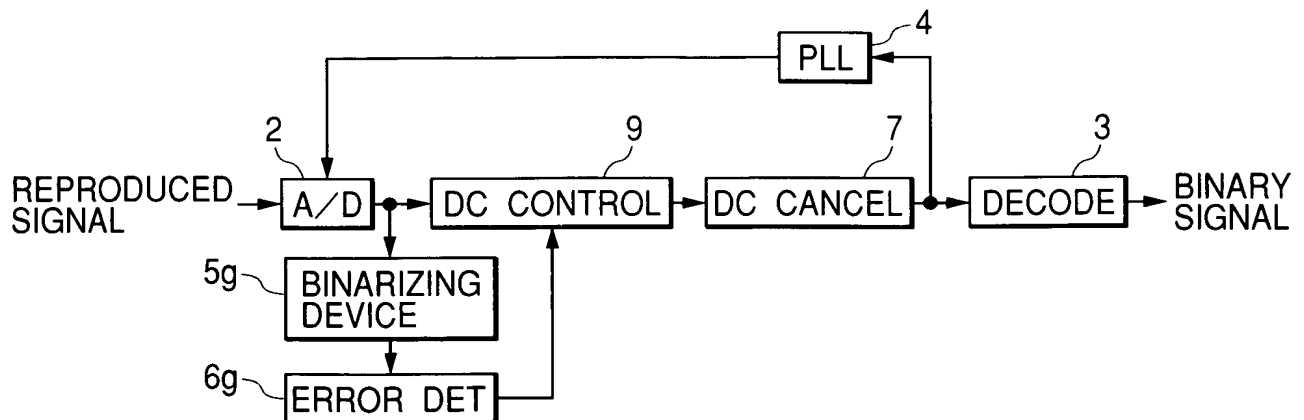 4
PLL
2
9
7
3
REPRODUCED
SIGNAL
A/D
DC CONTROL
DC CANCEL
DECODE
BINARY
SIGNAL
5g
BINARIZING
DEVICE
6g
ERROR DET